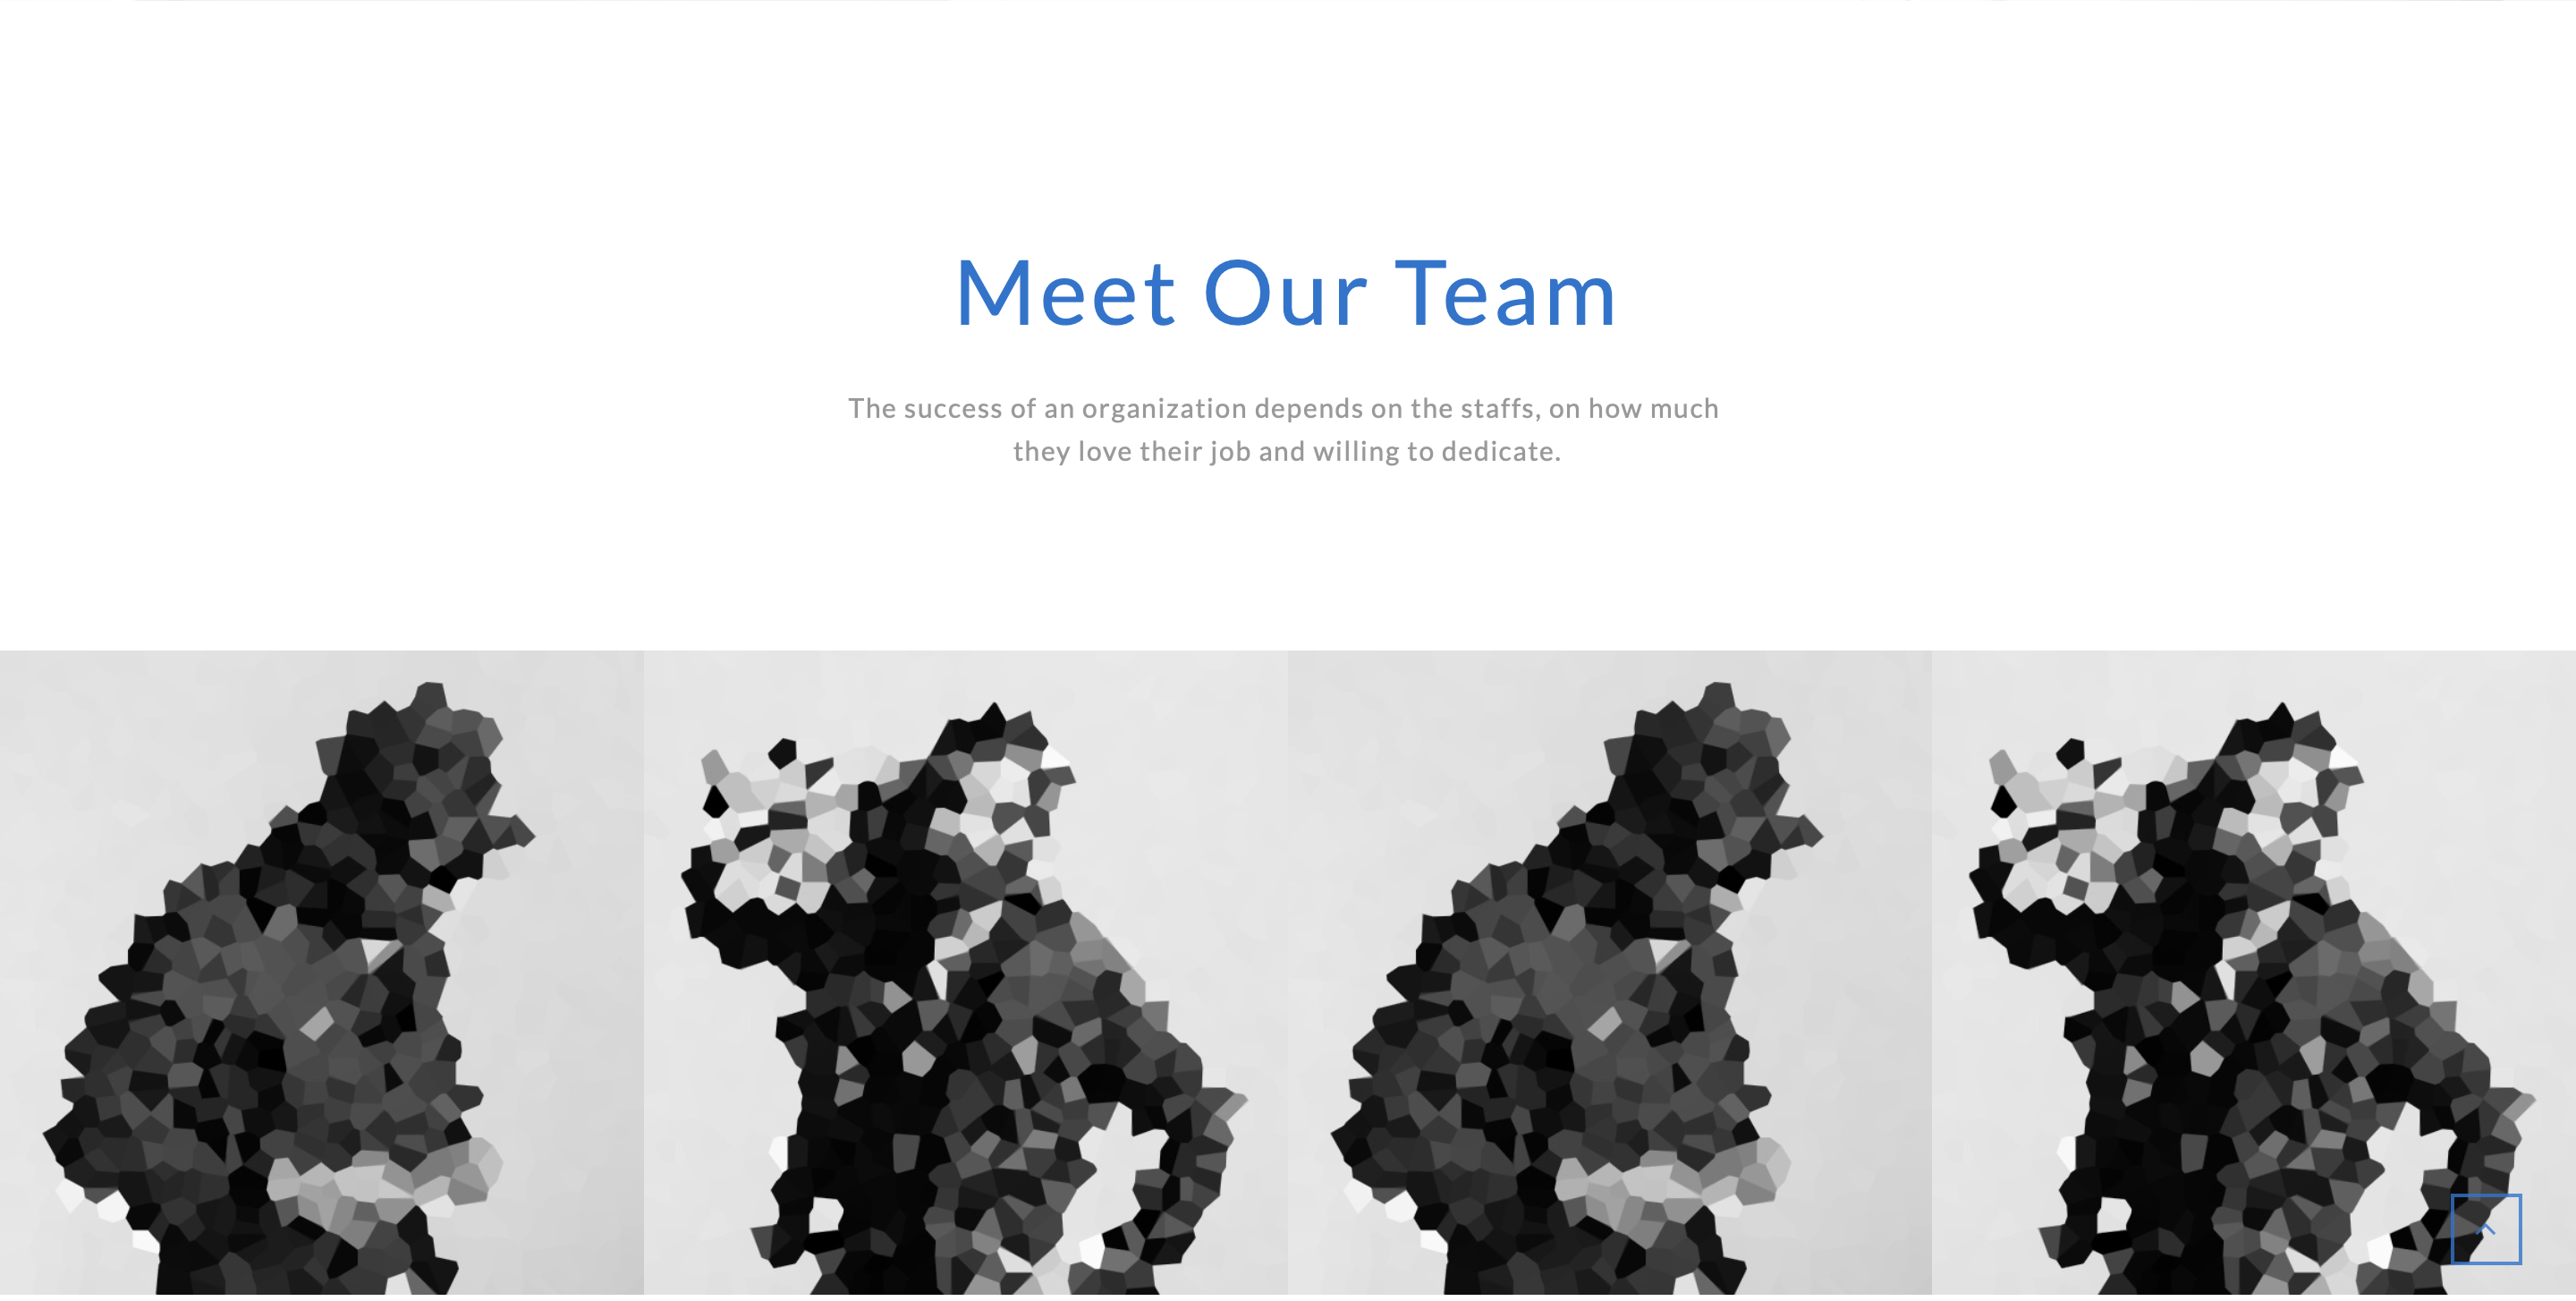 Meet Our Team
The success of an organization depends on the staffs, on how much
they love their job and willing to dedicate.